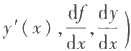 y′(x), df/dx, dy/dx)